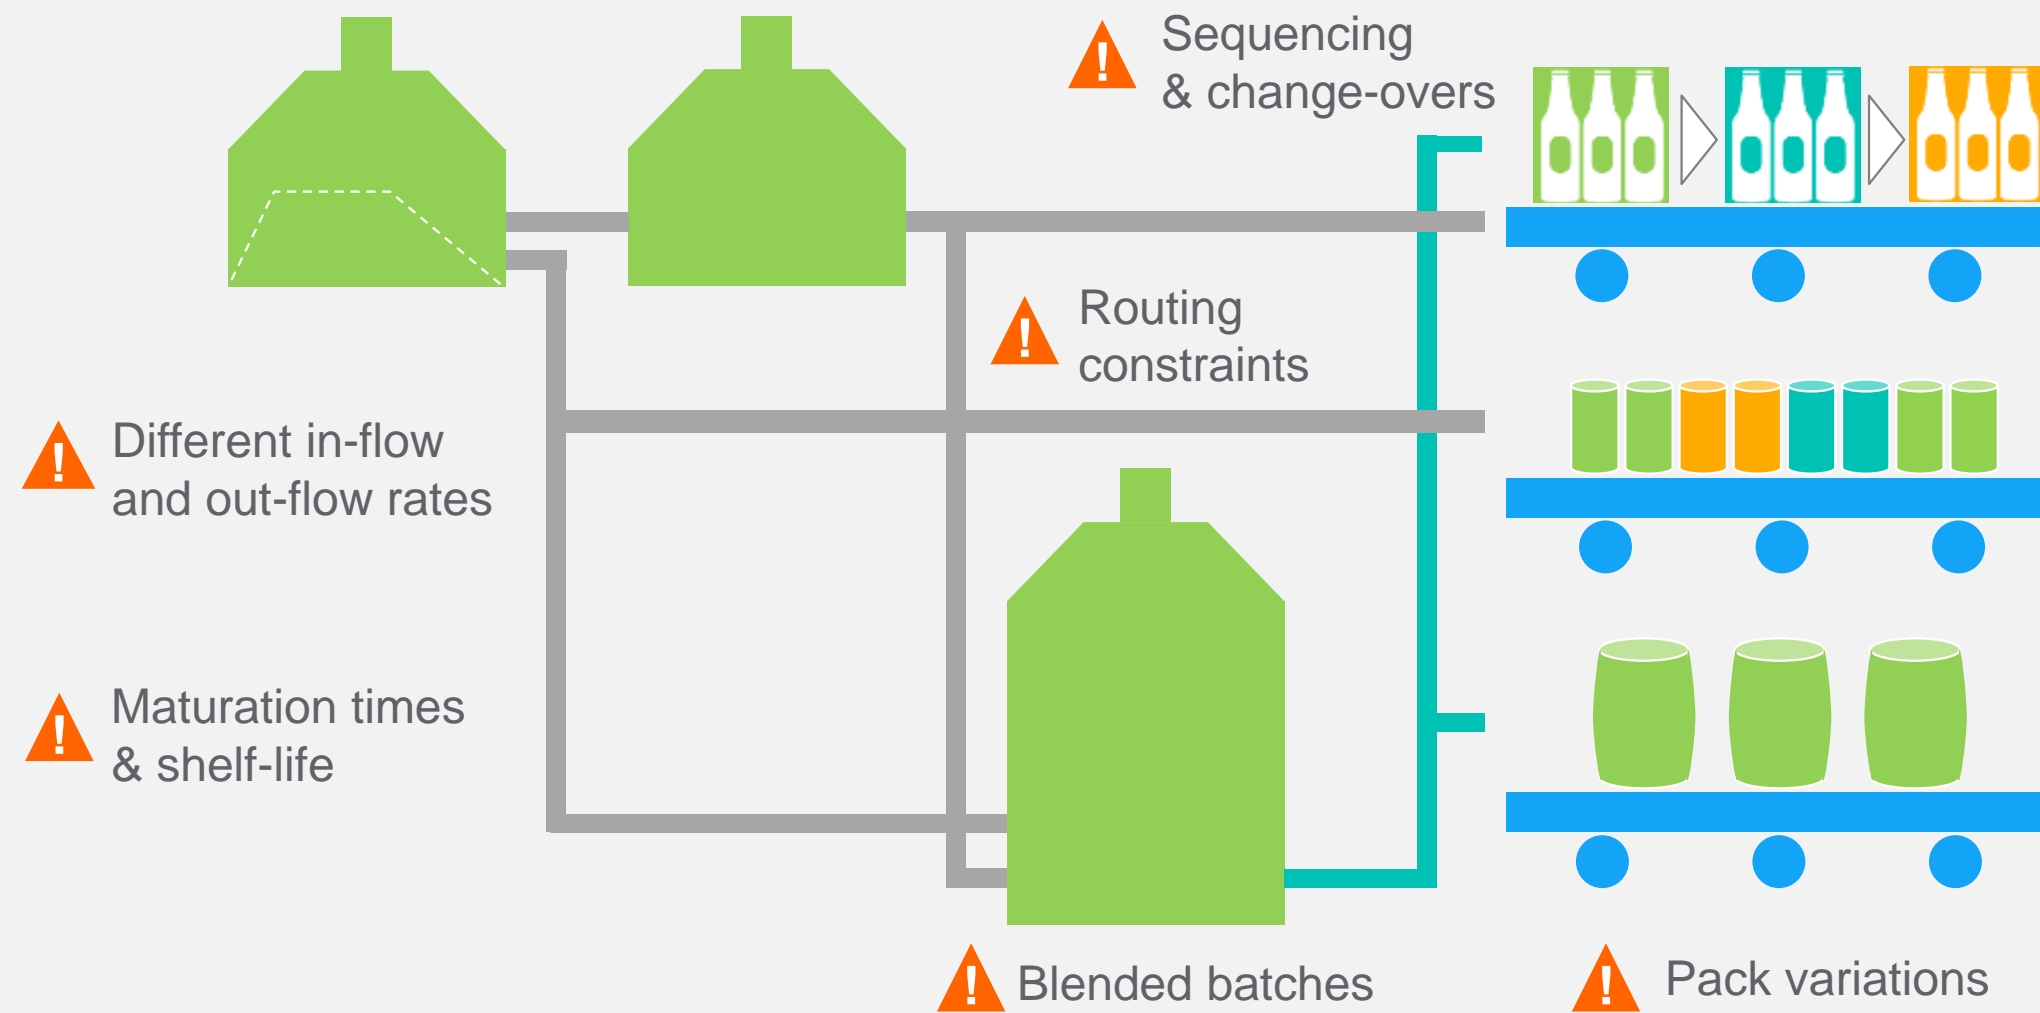 Sequencing
& change-overs
Routing
constraints
Different in-flow
and out-flow rates
Maturation times
& shelf-life
Blended batches
Pack variations